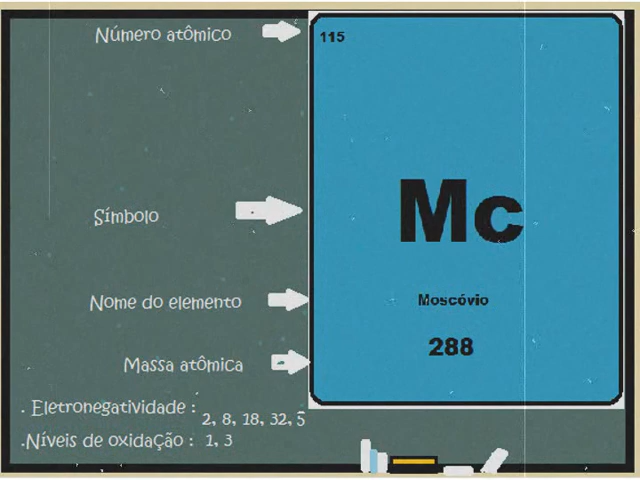 Número atômico
115
Símbolo
Mc
Nome do elemento
Moscóvio
Massa atômica
288
. Eletronegatividade :
2, 8, 18, 32, 5
.Níveis de oxidação : 1, 3